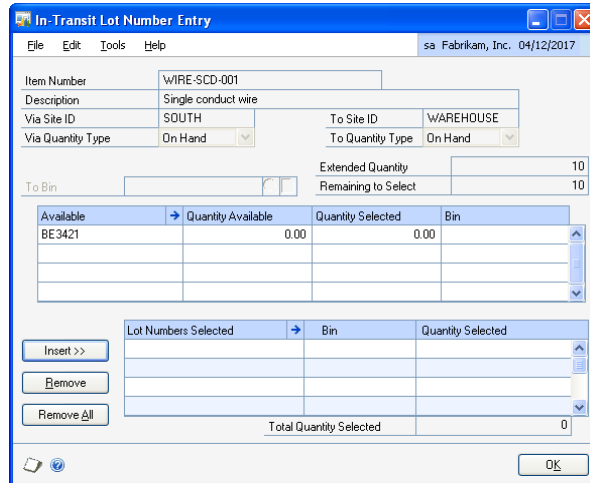 In-Transit Lot Number Entry
File Edit Tools Help sa Fabrikam, Inc. 04/12/2017
Item Number WIRE-SCD-001
Description Single conduct wire
Via Site ID SOUTH To Site ID WAREHOUSE
Via Quantity Type On Hand To Quantity Type On Hand
Extended Quantity 10
To Bin Remaining to Select 10
Available Quantity Available Quantity Selected Bin
BE3421 0.00 0.00
Lot Numbers Selected Bin Quantity Selected
Insert >>
Remove
Remove All
Total Quantity Selected 0
OK